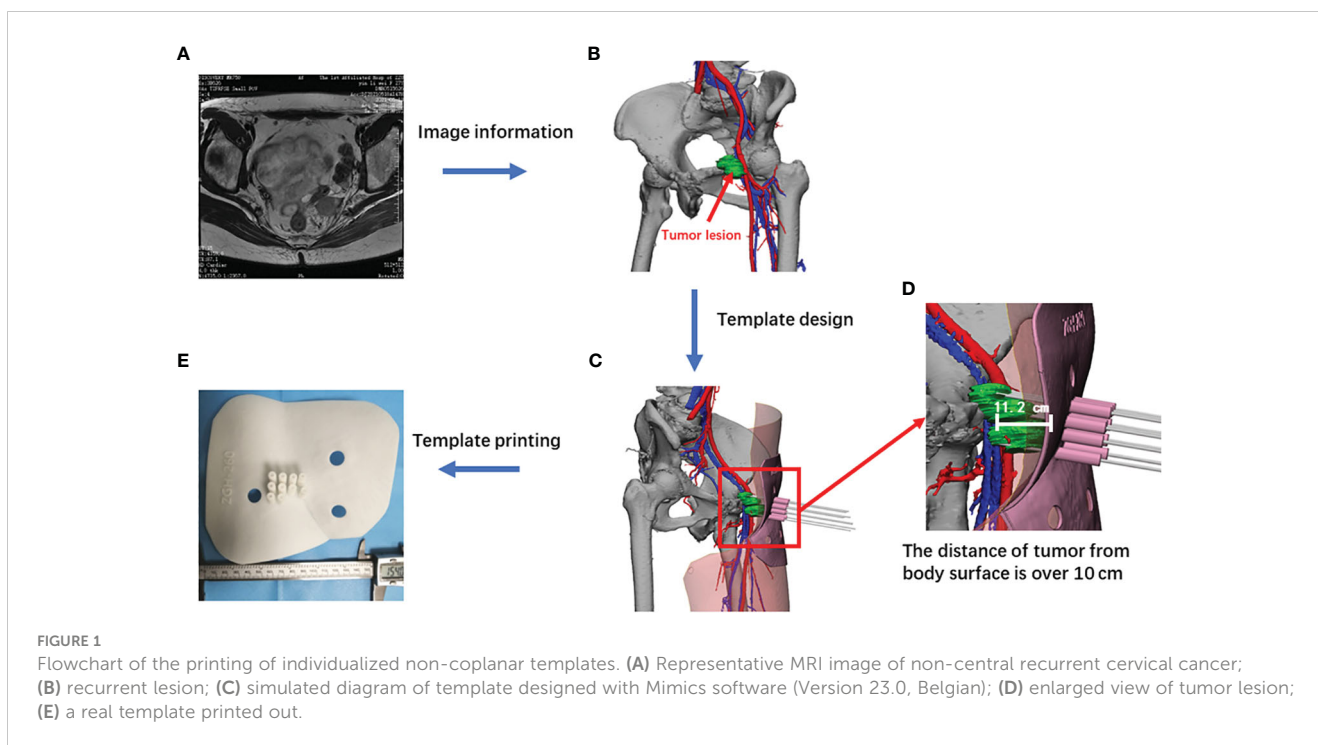 A
B
Image information
Tumor lesion
Template design
D
E
C
Template printing
11.2 cm
The distance of tumor from
body surface is over 10 cm
FIGURE 1
Flowchart of the printing of individualized non-coplanar templates. (A) Representative MRI image of non-central recurrent cervical cancer;
(B) recurrent lesion; (C) simulated diagram of template designed with Mimics software (Version 23.0, Belgian); (D) enlarged view of tumor lesion;
(E) a real template printed out.